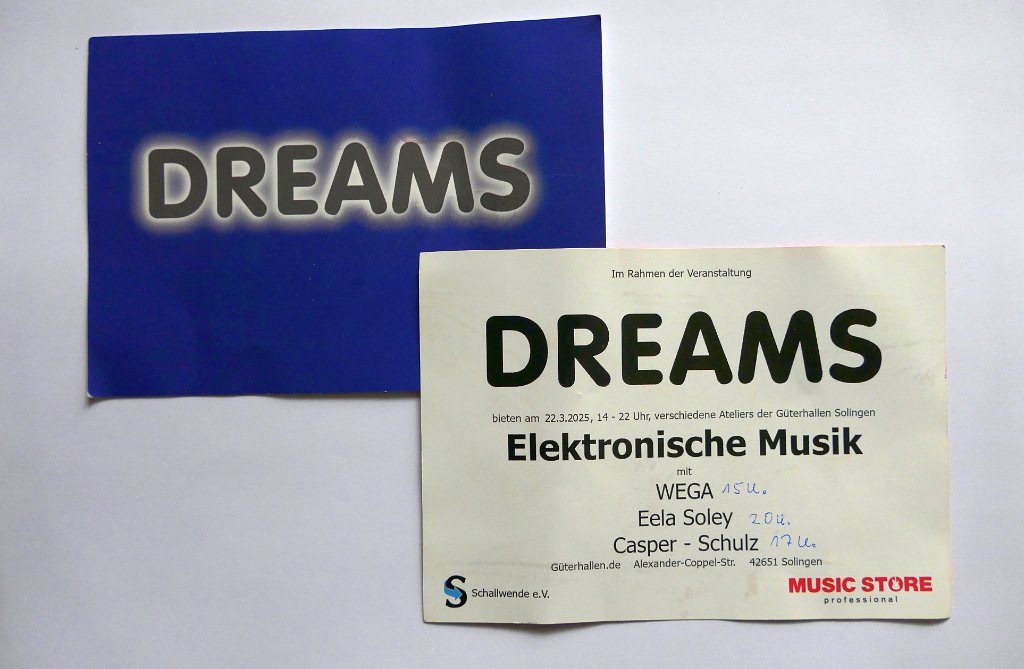 DREAMS
Im Rahmen der Veranstaltung
DREAMS
bieten am 22.3.2025, 14 - 22 Uhr, verschiedene Ateliers der Güterhallen Solingen
Elektronische Musik
mit
WEGA 15 U.
Eela Soley 20 U.
Casper - Schulz 17 U.
Güterhallen.de Alexander-Coppel-Str. 42651 Solingen
S Schallwende e.V.
MUSIC STORE
professional